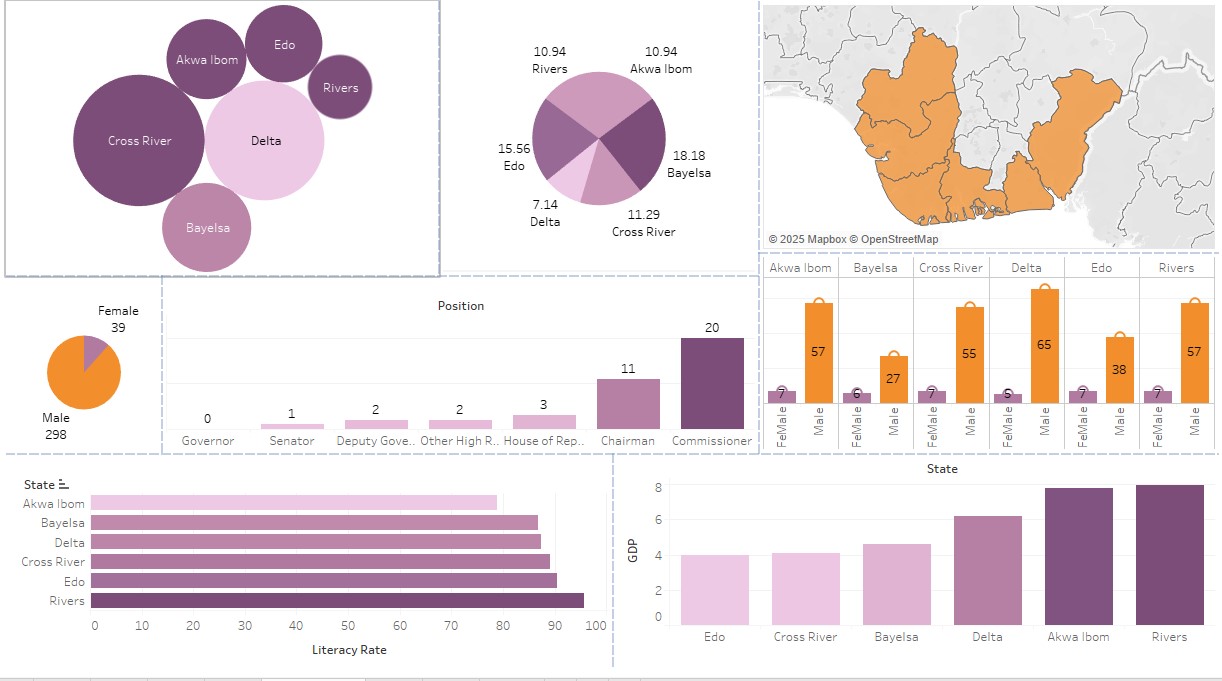 Akwa Ibom
Edo
Rivers
Cross River
Delta
Bayelsa
10.94
Rivers
10.94
Akwa Ibom
15.56
Edo
18.18
Bayelsa
7.14
Delta
11.29
Cross River
© 2025 Mapbox © OpenStreetMap
Female
39
Male
298
Position
0
1
2
2
3
11
20
Governor
Senator
Deputy Gove..
Other High R..
House of Rep..
Chairman
Commissioner
Akwa Ibom
Bayelsa
Cross River
Delta
Edo
Rivers
7
57
6
27
7
55
5
65
7
38
7
57
FeMale
Male
FeMale
Male
FeMale
Male
FeMale
Male
FeMale
Male
FeMale
Male
State
Akwa Ibom
Bayelsa
Delta
Cross River
Edo
Rivers
0 10 20 30 40 50 60 70 80 90 100
Literacy Rate
State
GDP
8
6
4
2
0
Edo
Cross River
Bayelsa
Delta
Akwa Ibom
Rivers